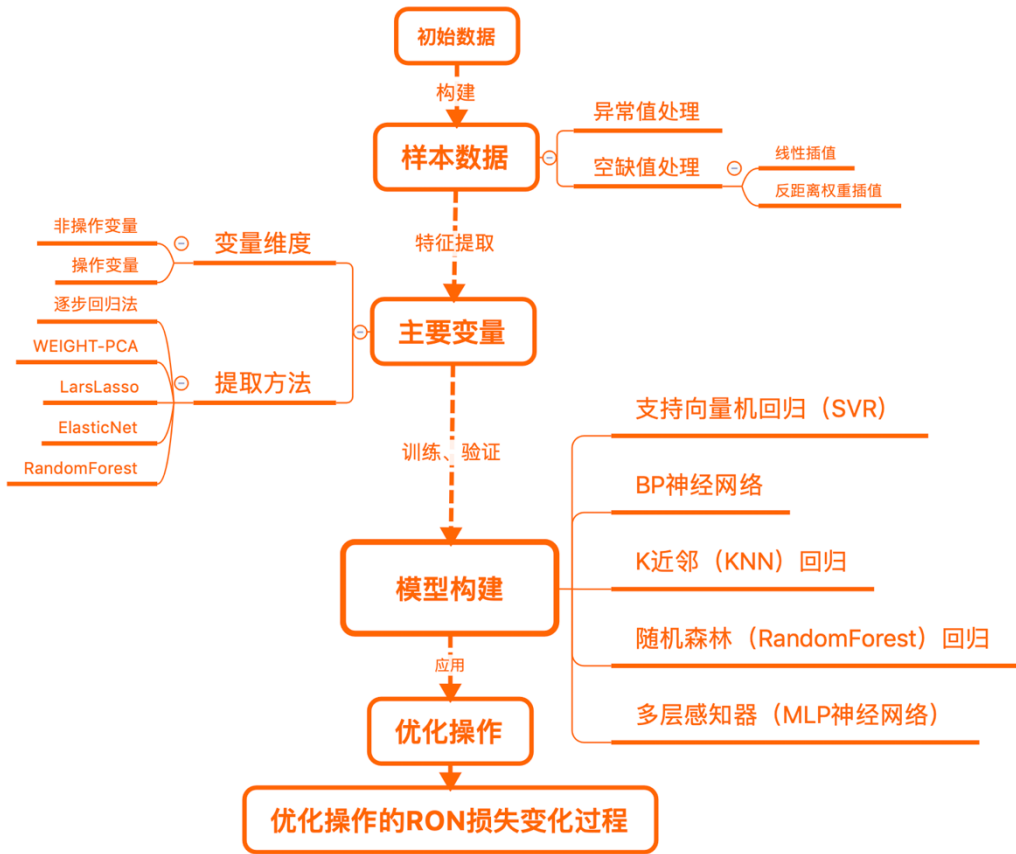 初始数据
构建
样本数据
异常值处理
空缺值处理
线性插值
反距离权重插值
特征提取
主要变量
变量维度
非操作变量
操作变量
提取方法
逐步回归法
WEIGHT-PCA
LarsLasso
ElasticNet
RandomForest
训练、验证
模型构建
支持向量机回归（SVR）
BP神经网络
K近邻（KNN）回归
随机森林（RandomForest）回归
多层感知器（MLP神经网络）
应用
优化操作
优化操作的RON损失变化过程